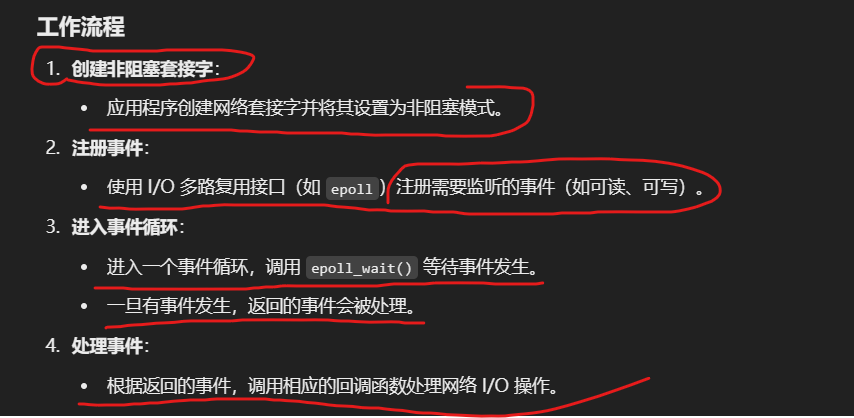 工作流程
1. 创建非阻塞套接字：
• 应用程序创建网络套接字并将其设置为非阻塞模式。
2. 注册事件：
• 使用 I/O 多路复用接口（如 epoll）注册需要监听的事件（如可读、可写）。
3. 进入事件循环：
• 进入一个事件循环，调用 epoll_wait() 等待事件发生。
• 一旦有事件发生，返回的事件会被处理。
4. 处理事件：
• 根据返回的事件，调用相应的回调函数处理网络 I/O 操作。